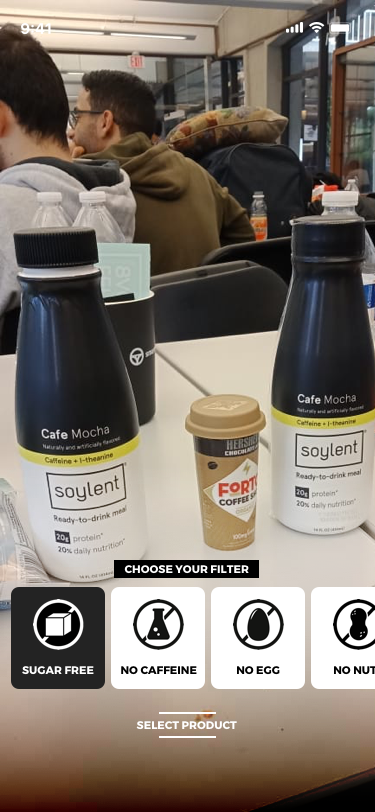 9:41
EXIT
Cafe Mocha
Naturally and artificially flavored
Caffeine + l-theanine
soylent
Ready-to-drink meal
20g protein*
20% daily nutrition*
HERSHEY
CHOCOLATE
FORTO
COFFEE
Cafe Mocha
Naturally and artificially flavored
Caffeine + l-theanine
soylent
Ready-to-drink meal
20g protein*
20% daily nutrition*
CHOOSE YOUR FILTER
SUGAR FREE
NO CAFFEINE
NO EGG
NO NUT
SELECT PRODUCT